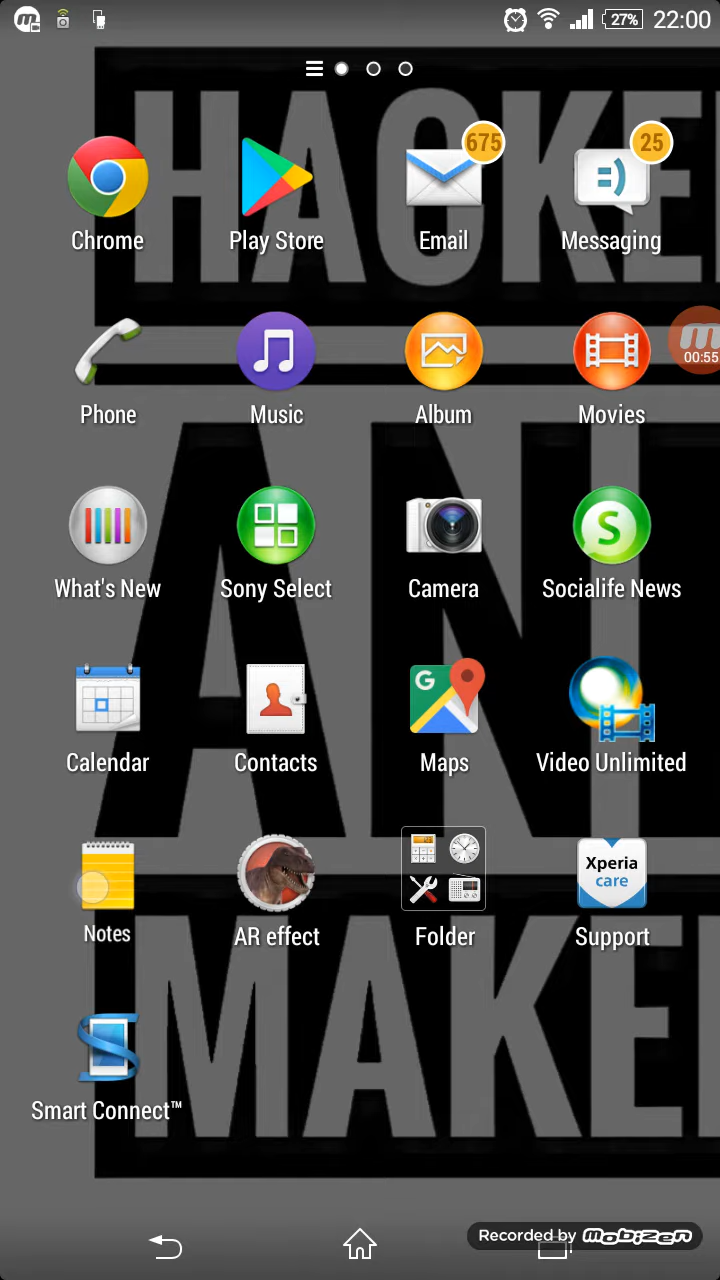 27% 22:00
HACKE
675
25
Chrome
Play Store
Email
Messaging
00:55
Phone
Music
Album
Movies
AN
What's New
Sony Select
Camera
S
Socialife News
G
Calendar
Contacts
Maps
Video Unlimited
Xperia
care
Notes
AR effect
Folder
Support
MAKE
Smart Connect™
Recorded by mobizen